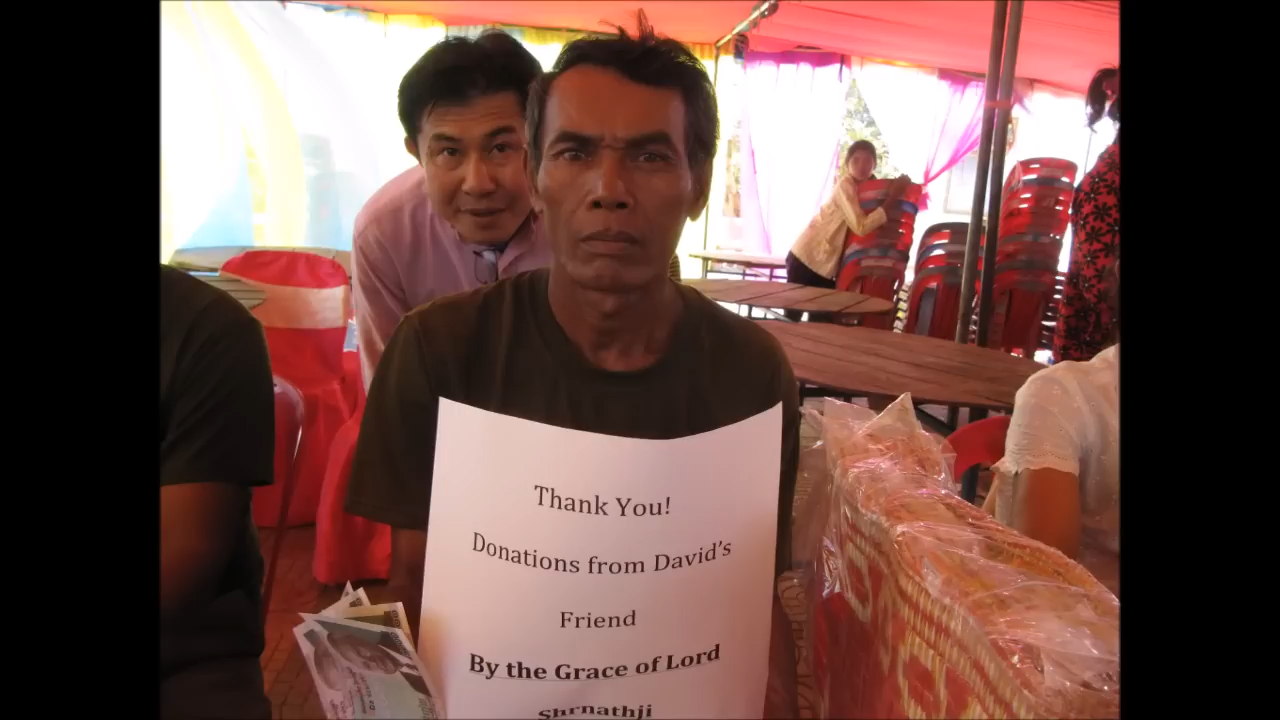 Thank You!
Donations from David's
Friend
By the Grace of Lord
Shrnathji